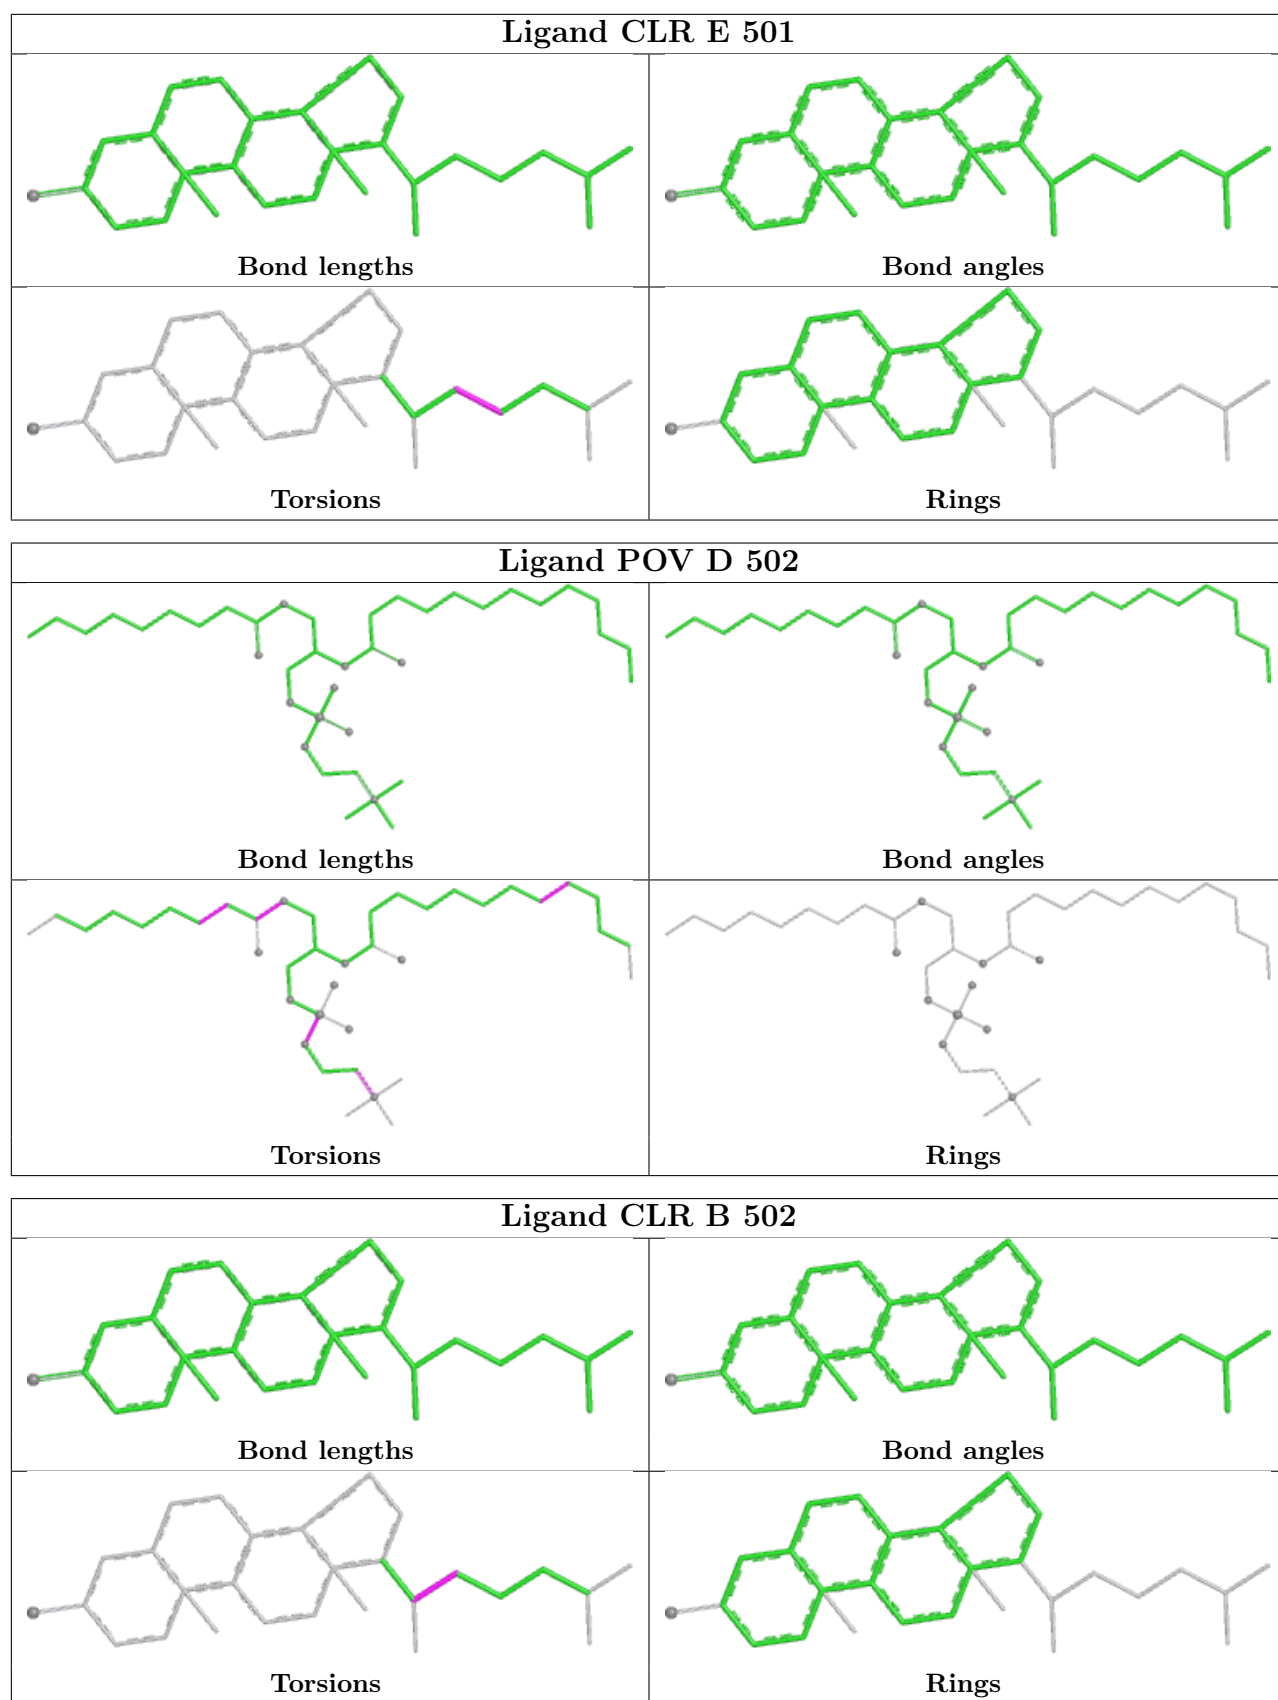 Ligand CLR E 501
Bond lengths
Bond angles
Torsions
Rings
Ligand POV D 502
Bond lengths
Bond angles
Torsions
Rings
Ligand CLR B 502
Bond lengths
Bond angles
Torsions
Rings